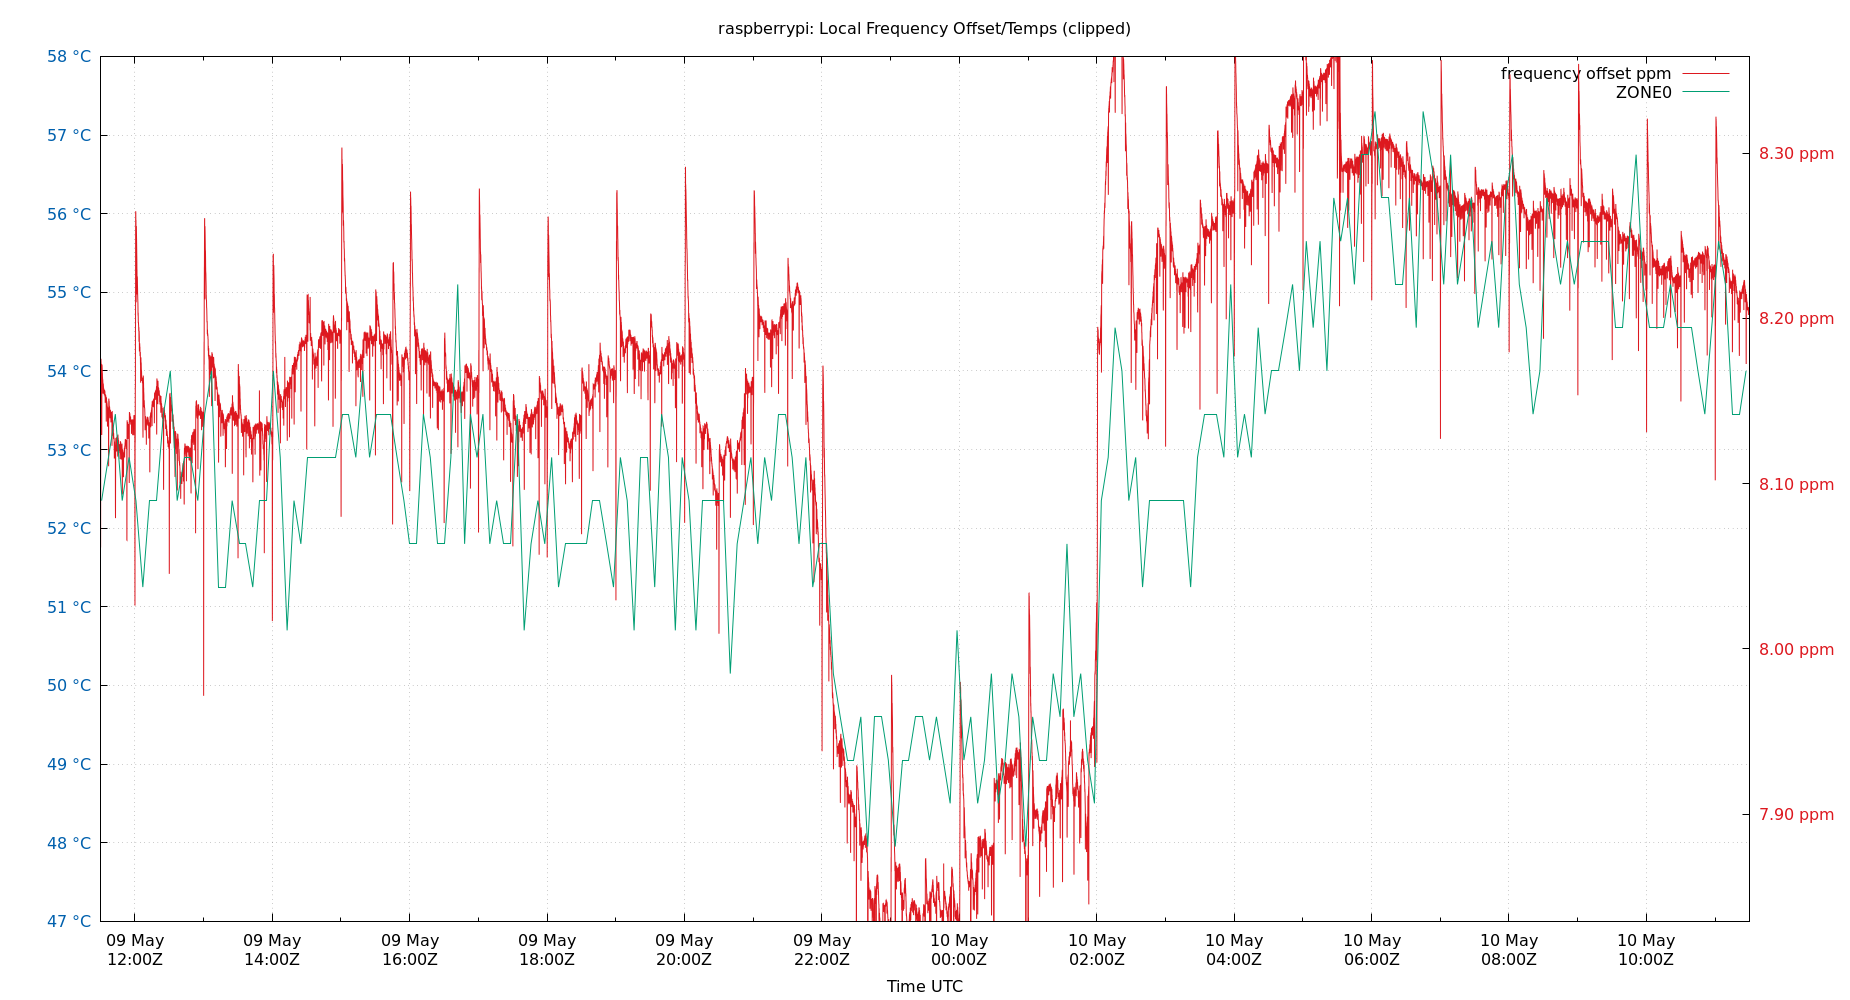 raspberrypi: Local Frequency Offset/Temps (clipped)
58 °C
57 °C
56 °C
55 °C
54 °C
53 °C
52 °C
51 °C
50 °C
49 °C
48 °C
47 °C
frequency offset ppm
ZONE0
8.30 ppm
8.20 ppm
8.10 ppm
8.00 ppm
7.90 ppm
09 May 09 May 09 May 09 May 09 May 09 May 10 May 10 May 10 May 10 May 10 May 10 May
12:00Z 14:00Z 16:00Z 18:00Z 20:00Z 22:00Z 00:00Z 02:00Z 04:00Z 06:00Z 08:00Z 10:00Z
Time UTC